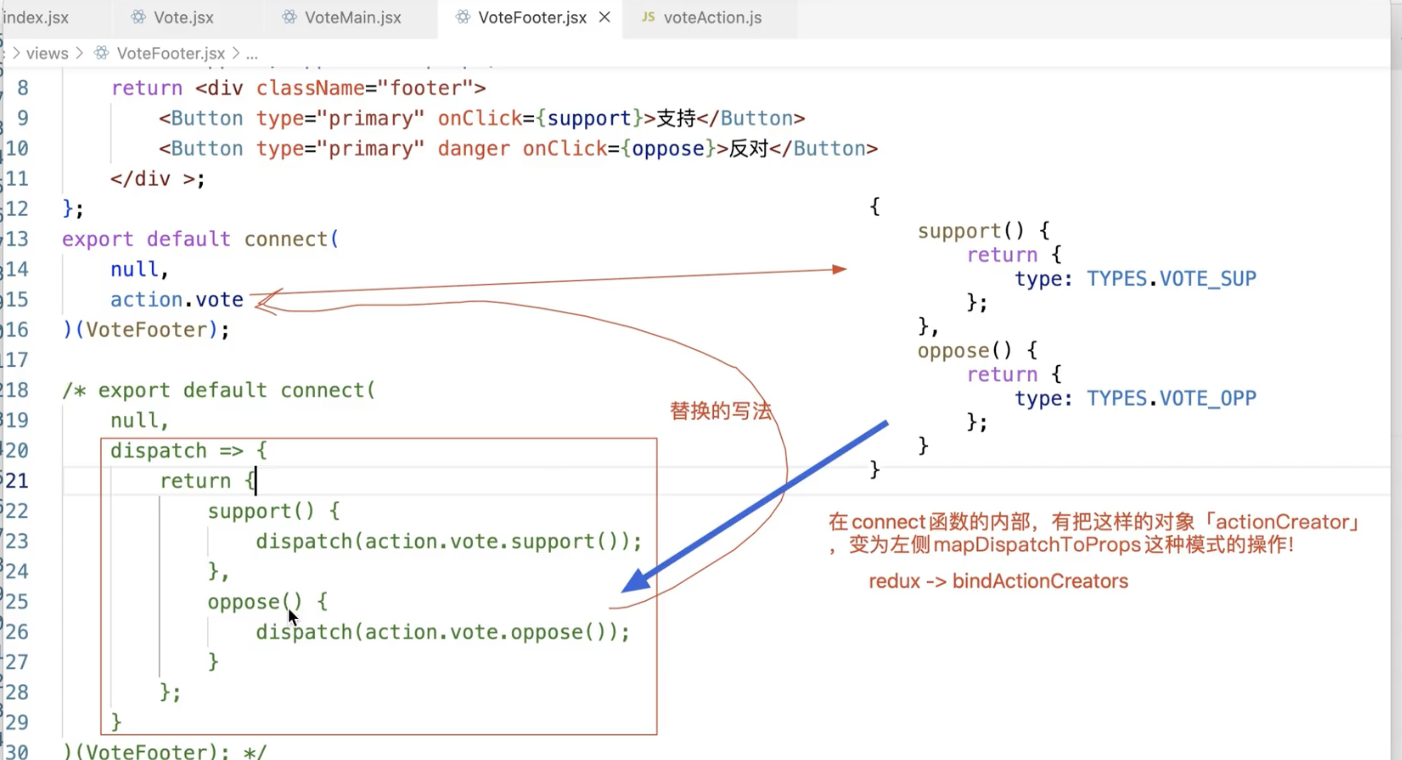 index.jsx Vote.jsx VoteMain.jsx VoteFooter.jsx × JS voteAction.js
> views > VoteFooter.jsx > ...
8 return <div className="footer">
9 <Button type="primary" onClick={support}>支持</Button>
10 <Button type="primary" danger onClick={oppose}>反对</Button>
11 </div >;
12 };
13 export default connect(
14 null,
15 action.vote
16 )(VoteFooter);
17
18 /* export default connect(
19 null,
20 dispatch => {
21 return {
22 support() {
23 dispatch(action.vote.support());
24 },
25 oppose() {
26 dispatch(action.vote.oppose());
27 }
28 };
29 }
30 )(VoteFooter); */
{
support() {
return {
type: TYPES.VOTE_SUP
};
},
oppose() {
return {
type: TYPES.VOTE_OPP
};
}
}
替换的写法
在connect函数的内部，有把这样的对象「actionCreator」
，变为左侧mapDispatchToProps这种模式的操作!
redux -> bindActionCreators